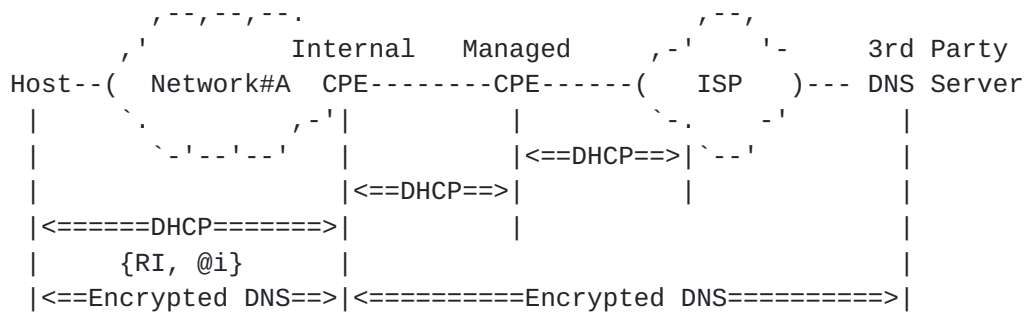 ,--,--,--.                             ,--,
       ,'          Internal   Managed     ,-'    '-     3rd Party
Host--(  Network#A  CPE--------CPE------(   ISP   )--- DNS Server
 |     `.         ,-'|          |         `-.    -'       |
 |       `-'--'--'   |          |<==DHCP==>|`--'          |
 |                   |<==DHCP==>|          |              |
 |<======DHCP=======>|          |                         |
 |     {RI, @i}      |                                    |
 |<==Encrypted DNS==>|<==========Encrypted DNS==========>|